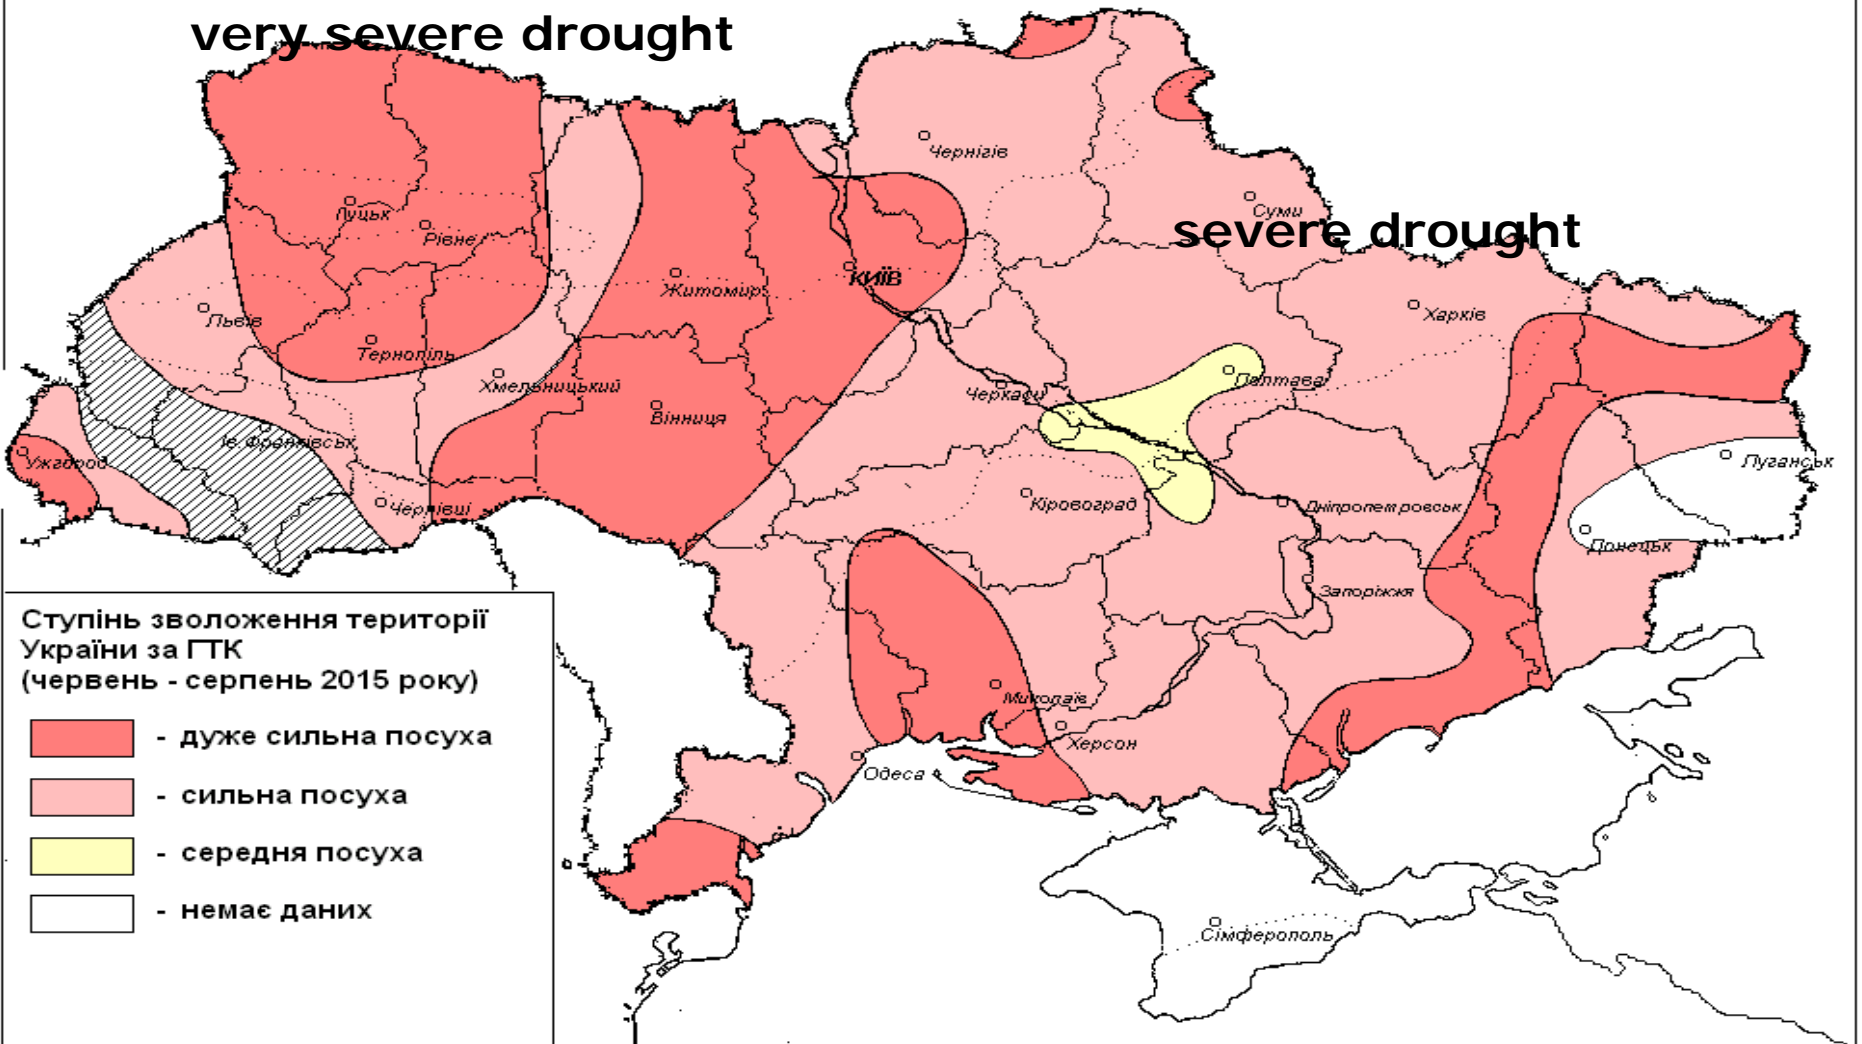 very severe drought
severe drought
Чернігів
Суми
Луцьк
Рівне
Житомир
КИЇВ
Львів
Тернопіль
Хмельницький
Вінниця
Черкаси
Полтава
Харків
Ів.Франківськ
Ужгород
Чернівці
Кіровоград
Дніпропетровськ
Луганськ
Донецьк
Запоріжжя
Миколаїв
Херсон
Одеса
Сімферополь
Ступінь зволоження території
України за ГТК
(червень - серпень 2015 року)
- дуже сильна посуха
- сильна посуха
- середня посуха
- немає даних